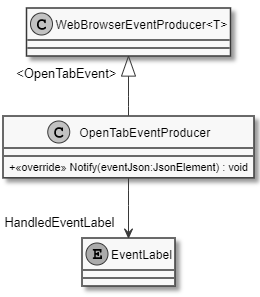 C WebBrowserEventProducer<T>
<OpenTabEvent>
C OpenTabEventProducer
+«override» Notify(eventJson:JsonElement) : void
HandledEventLabel
E EventLabel